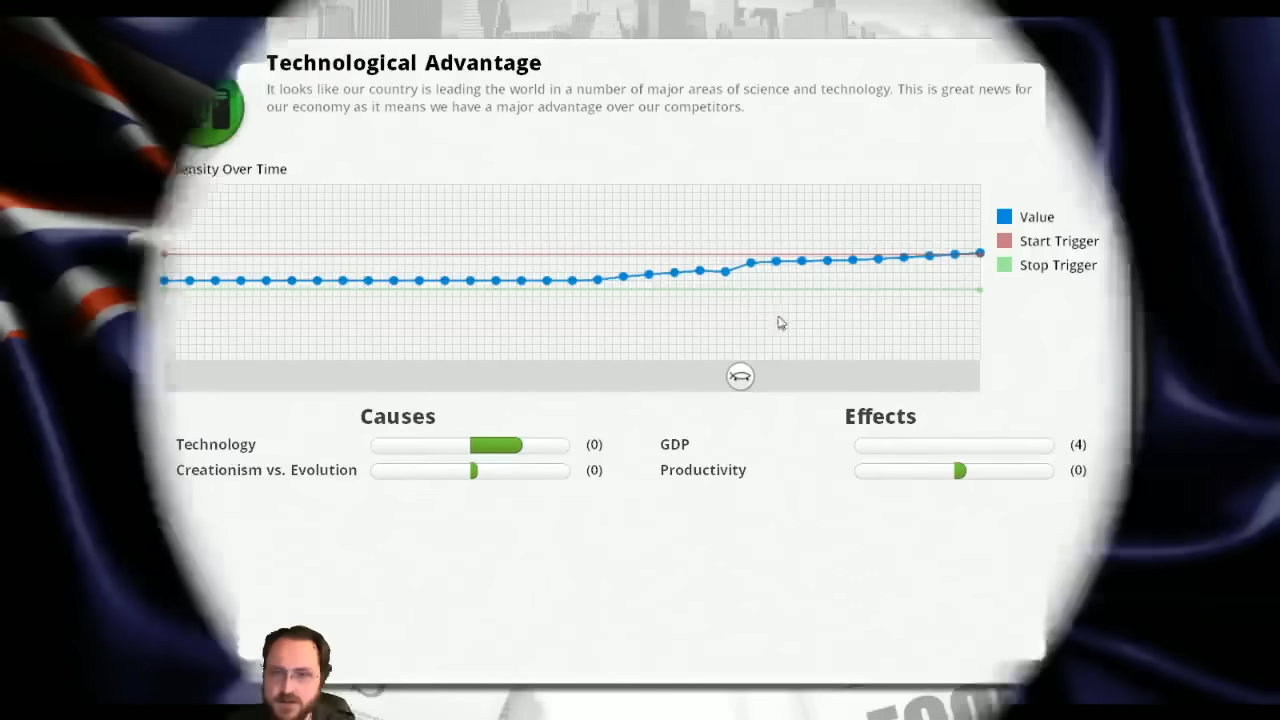 Technological Advantage
It looks like our country is leading the world in a number of major areas of science and technology. This is great news for
our economy as it means we have a major advantage over our competitors.
Over Time
Value
Start Trigger
Stop Trigger
Causes
Effects
Technology (0) GDP (4)
Creationism vs. Evolution (0) Productivity (0)